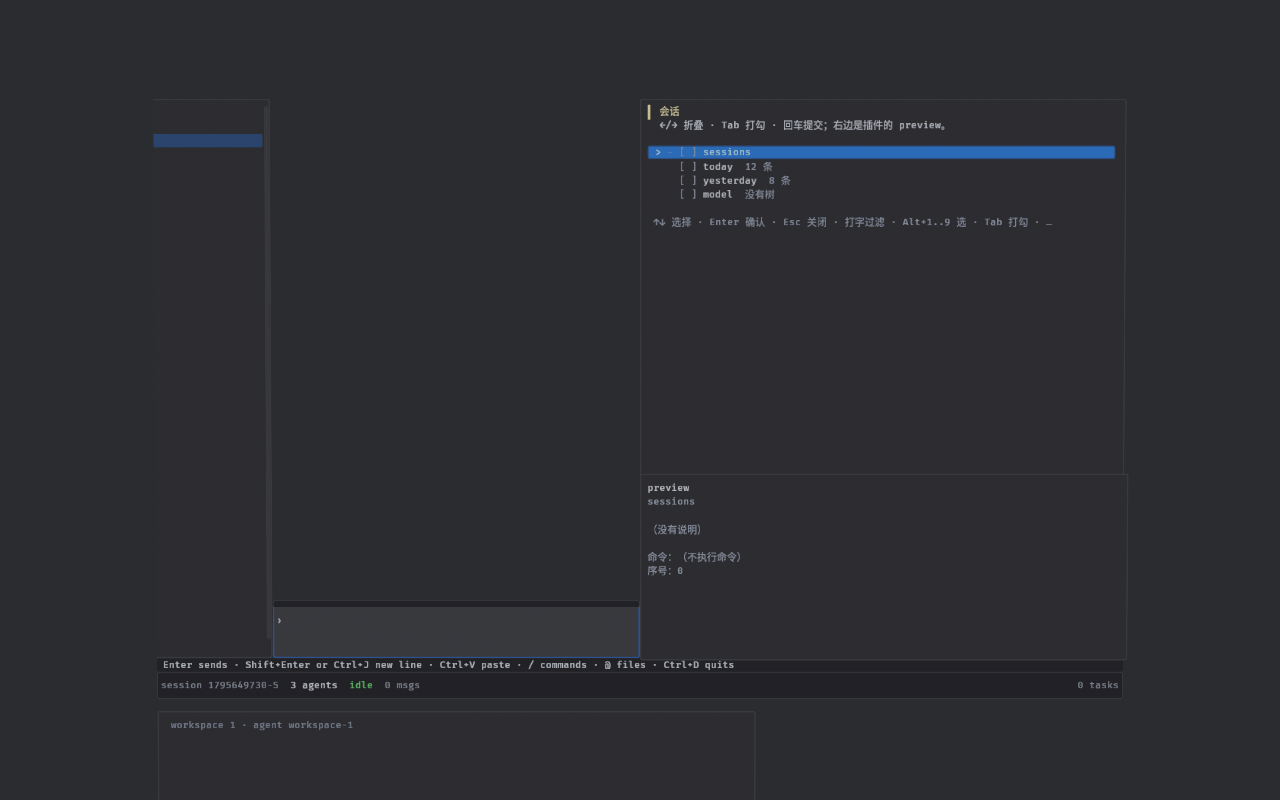 会话
←/→ 折叠 · Tab 打勾 · 回车提交; 右边是插件的 preview。
> - [ ] sessions
[ ] today 12 条
[ ] yesterday 8 条
[ ] model 没有树
↑↓ 选择 · Enter 确认 · Esc 关闭 · 打字过滤 · Alt+1..9 选 · Tab 打勾 · …
preview
sessions
（没有说明）
命令: （不执行命令）
序号: 0
›
Enter sends · Shift+Enter or Ctrl+J new line · Ctrl+V paste · / commands · @ files · Ctrl+D quits
session 1795649730-5 3 agents idle 0 msgs 0 tasks
workspace 1 · agent workspace-1